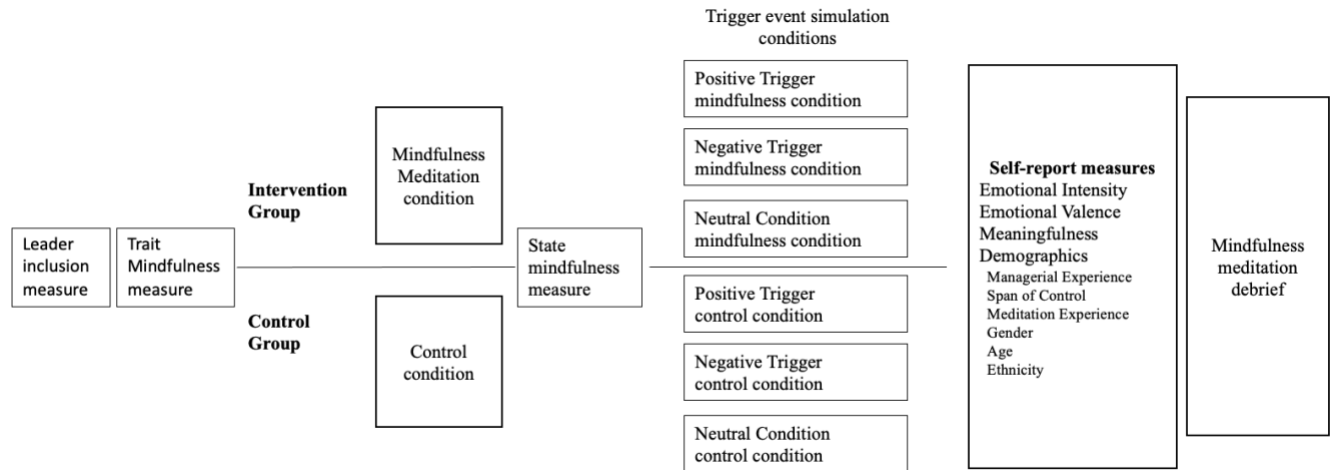 Trigger event simulation
conditions
Leader
inclusion
measure
Trait
Mindfulness
measure
Intervention
Group
Control
Group
Mindfulness
Meditation
condition
Control
condition
State
mindfulness
measure
Positive Trigger
mindfulness condition
Negative Trigger
mindfulness condition
Neutral Condition
mindfulness condition
Positive Trigger
control condition
Negative Trigger
control condition
Neutral Condition
control condition
Self-report measures
Emotional Intensity
Emotional Valence
Meaningfulness
Demographics
Managerial Experience
Span of Control
Meditation Experience
Gender
Age
Ethnicity
Mindfulness
meditation
debrief